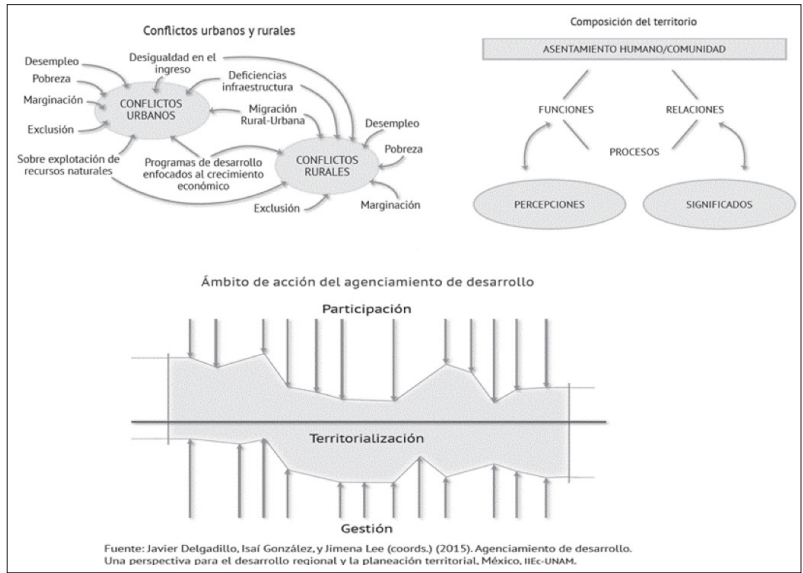 Conflictos urbanos y rurales
Desempleo
Pobreza
Marginación
Exclusión
Sobre explotación de
recursos naturales
Desigualdad en el
ingreso
Deficiencias
infraestructura
CONFLICTOS
URBANOS
Migración
Rural-Urbana
Programas de desarrollo
enfocados al crecimiento
económico
CONFLICTOS
RURALES
Desempleo
Pobreza
Marginación
Exclusión
Composición del territorio
ASENTAMIENTO HUMANO/COMUNIDAD
FUNCIONES
RELACIONES
PROCESOS
PERCEPCIONES
SIGNIFICADOS
Ámbito de acción del agenciamiento de desarrollo
Participación
Territorialización
Gestión
Fuente: Javier Delgadillo, Isaí González, y Jimena Lee (coords.) (2015). Agenciamiento de desarrollo.
Una perspectiva para el desarrollo regional y la planeación territorial, México, IIEc-UNAM.